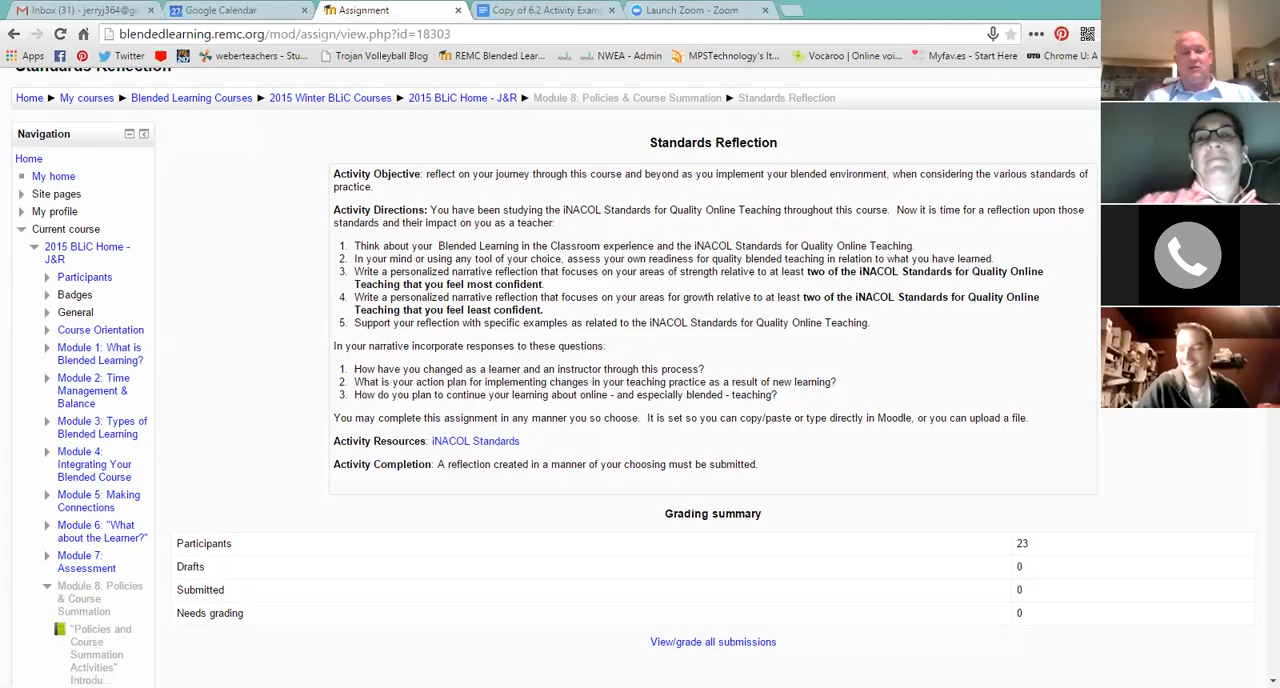 Inbox (31) - jerryj364@gr
Google Calendar
Assignment
Copy of 6.2 Activity Exam
Launch Zoom - Zoom
blendedlearning.remc.org/mod/assign/view.php?id=18303
Apps
Twitter
weberteachers - Stu...
Trojan Volleyball Blog
REMC Blended Lear...
NWEA - Admin
MPSTechnology's It...
Vocaroo | Online voi...
Myfav.es - Start Here
Chrome U: A
Standards Reflection
Home ▶ My courses ▶ Blended Learning Courses ▶ 2015 Winter BLiC Courses ▶ 2015 BLiC Home - J&R ▶ Module 8: Policies & Course Summation ▶ Standards Reflection
Navigation
Home
My home
Site pages
My profile
Current course
2015 BLiC Home -
J&R
Participants
Badges
General
Course Orientation
Module 1: What is
Blended Learning?
Module 2: Time
Management &
Balance
Module 3: Types of
Blended Learning
Module 4:
Integrating Your
Blended Course
Module 5: Making
Connections
Module 6: "What
about the Learner?"
Module 7:
Assessment
Module 8: Policies
& Course
Summation
"Policies and
Course
Summation
Activities"
Introdu...
Standards Reflection
Activity Objective: reflect on your journey through this course and beyond as you implement your blended environment, when considering the various standards of
practice.
Activity Directions: You have been studying the iNACOL Standards for Quality Online Teaching throughout this course. Now it is time for a reflection upon those
standards and their impact on you as a teacher:
1. Think about your Blended Learning in the Classroom experience and the iNACOL Standards for Quality Online Teaching.
2. In your mind or using any tool of your choice, assess your own readiness for quality blended teaching in relation to what you have learned.
3. Write a personalized narrative reflection that focuses on your areas of strength relative to at least two of the iNACOL Standards for Quality Online
Teaching that you feel most confident.
4. Write a personalized narrative reflection that focuses on your areas for growth relative to at least two of the iNACOL Standards for Quality Online
Teaching that you feel least confident.
5. Support your reflection with specific examples as related to the iNACOL Standards for Quality Online Teaching.
In your narrative incorporate responses to these questions:
1. How have you changed as a learner and an instructor through this process?
2. What is your action plan for implementing changes in your teaching practice as a result of new learning?
3. How do you plan to continue your learning about online - and especially blended - teaching?
You may complete this assignment in any manner you so choose. It is set so you can copy/paste or type directly in Moodle, or you can upload a file.
Activity Resources: iNACOL Standards
Activity Completion: A reflection created in a manner of your choosing must be submitted.
Grading summary
Participants 23
Drafts 0
Submitted 0
Needs grading 0
View/grade all submissions